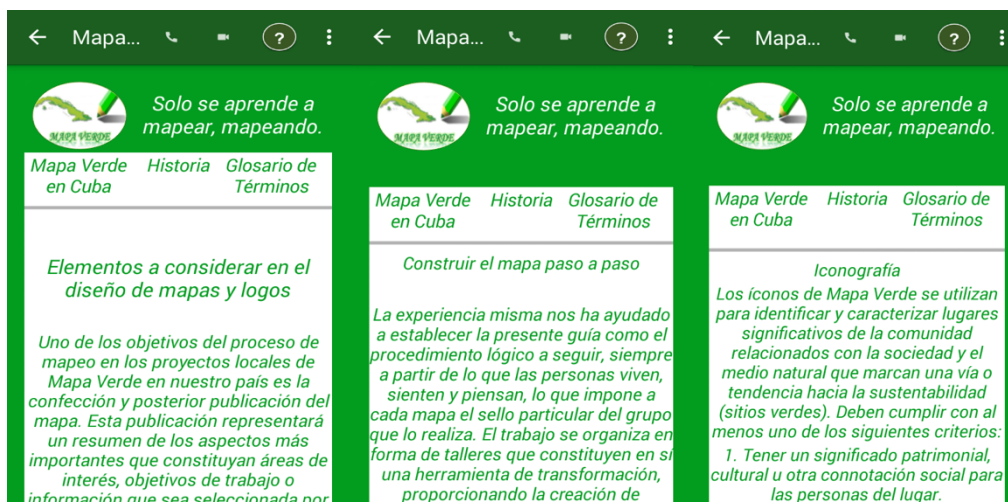 Mapa...
?
MAPA VERDE
Solo se aprende a
mapear, mapeando.
Mapa Verde
en Cuba
Historia
Glosario de
Términos
Elementos a considerar en el
diseño de mapas y logos
Uno de los objetivos del proceso de
mapeo en los proyectos locales de
Mapa Verde en nuestro país es la
confección y posterior publicación del
mapa. Esta publicación representará
un resumen de los aspectos más
importantes que constituyan áreas de
interés, objetivos de trabajo o
información que sea seleccionada por
Mapa...
?
MAPA VERDE
Solo se aprende a
mapear, mapeando.
Mapa Verde
en Cuba
Historia
Glosario de
Términos
Construir el mapa paso a paso
La experiencia misma nos ha ayudado
a establecer la presente guía como el
procedimiento lógico a seguir, siempre
a partir de lo que las personas viven,
sienten y piensan, lo que impone a
cada mapa el sello particular del grupo
que lo realiza. El trabajo se organiza en
forma de talleres que constituyen en sí
una herramienta de transformación,
proporcionando la creación de
Mapa...
?
MAPA VERDE
Solo se aprende a
mapear, mapeando.
Mapa Verde
en Cuba
Historia
Glosario de
Términos
Iconografía
Los íconos de Mapa Verde se utilizan
para identificar y caracterizar lugares
significativos de la comunidad
relacionados con la sociedad y el
medio natural que marcan una vía o
tendencia hacia la sustentabilidad
(sitios verdes). Deben cumplir con al
menos uno de los siguientes criterios:
1. Tener un significado patrimonial,
cultural u otra connotación social para
las personas del lugar.